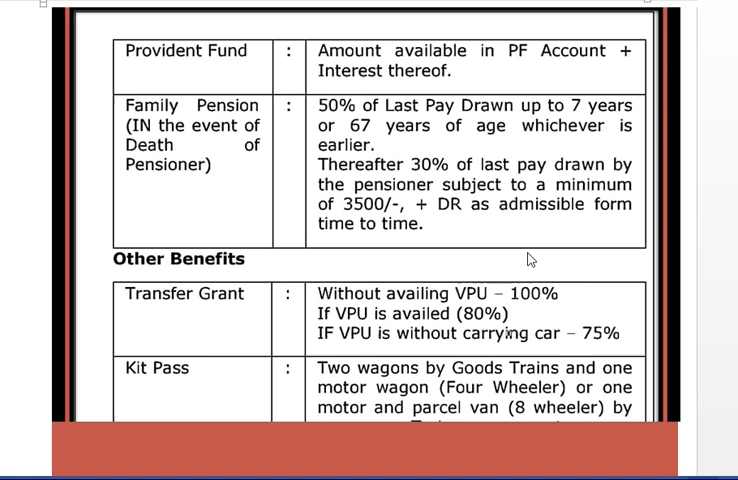 Provident Fund : Amount available in PF Account +
Interest thereof.
Family Pension : 50% of Last Pay Drawn up to 7 years
(IN the event of or 67 years of age whichever is
Death of earlier.
Pensioner) Thereafter 30% of last pay drawn by
the pensioner subject to a minimum
of 3500/-, + DR as admissible form
time to time.
Other Benefits
Transfer Grant : Without availing VPU – 100%
If VPU is availed (80%)
IF VPU is without carrying car – 75%
Kit Pass : Two wagons by Goods Trains and one
motor wagon (Four Wheeler) or one
motor and parcel van (8 wheeler) by